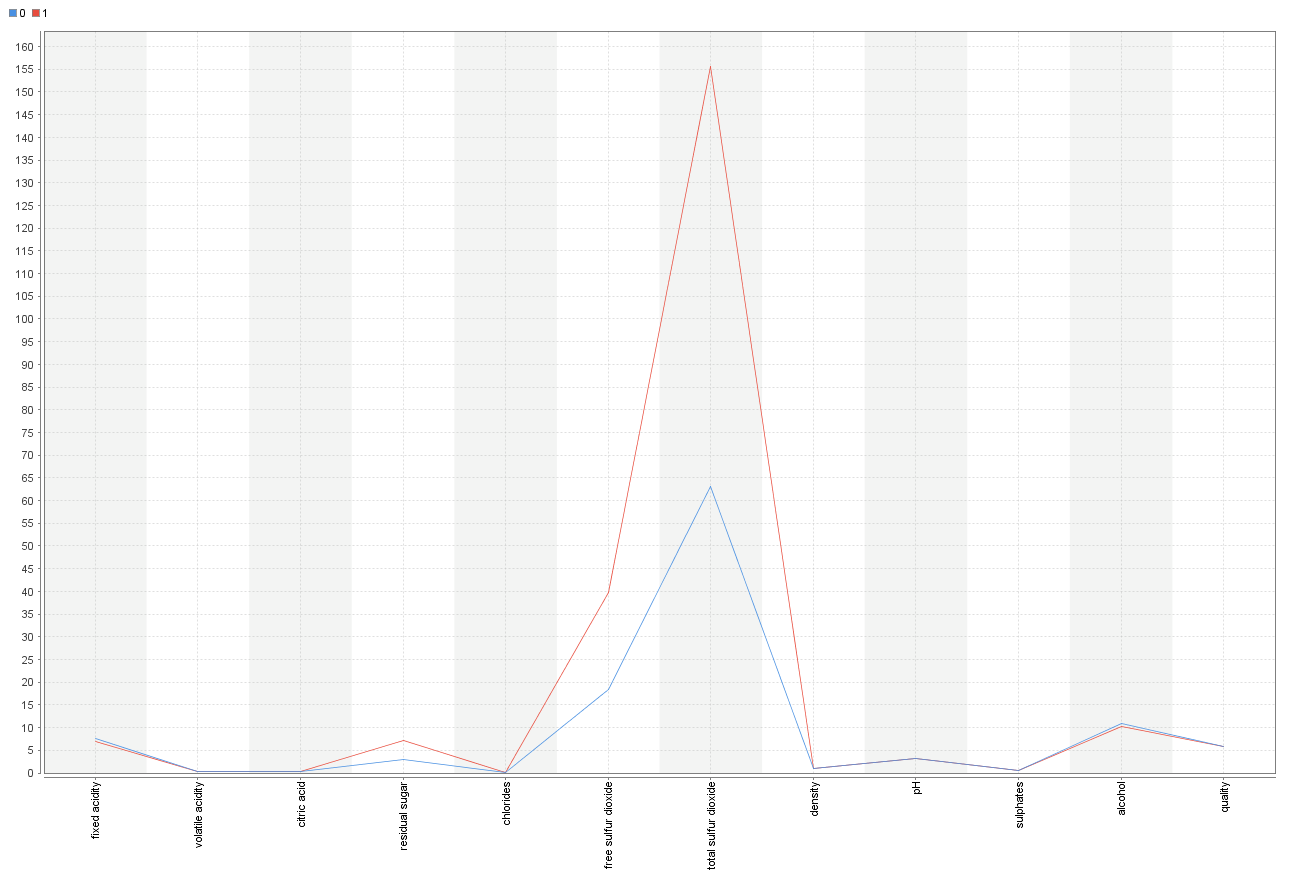 0 1
160
155
150
145
140
135
130
125
120
115
110
105
100
95
90
85
80
75
70
65
60
55
50
45
40
35
30
25
20
15
10
5
0
fixed acidity
volatile acidity
citric acid
residual sugar
chlorides
free sulfur dioxide
total sulfur dioxide
density
pH
sulphates
alcohol
quality